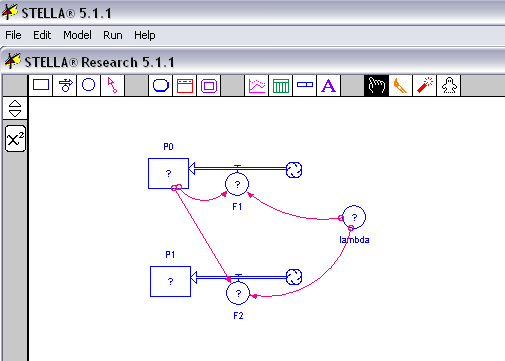 STELLA® 5.1.1
File Edit Model Run Help
STELLA® Research 5.1.1
A
x²
P0
?
?
F1
?
lambda
P1
?
?
F2